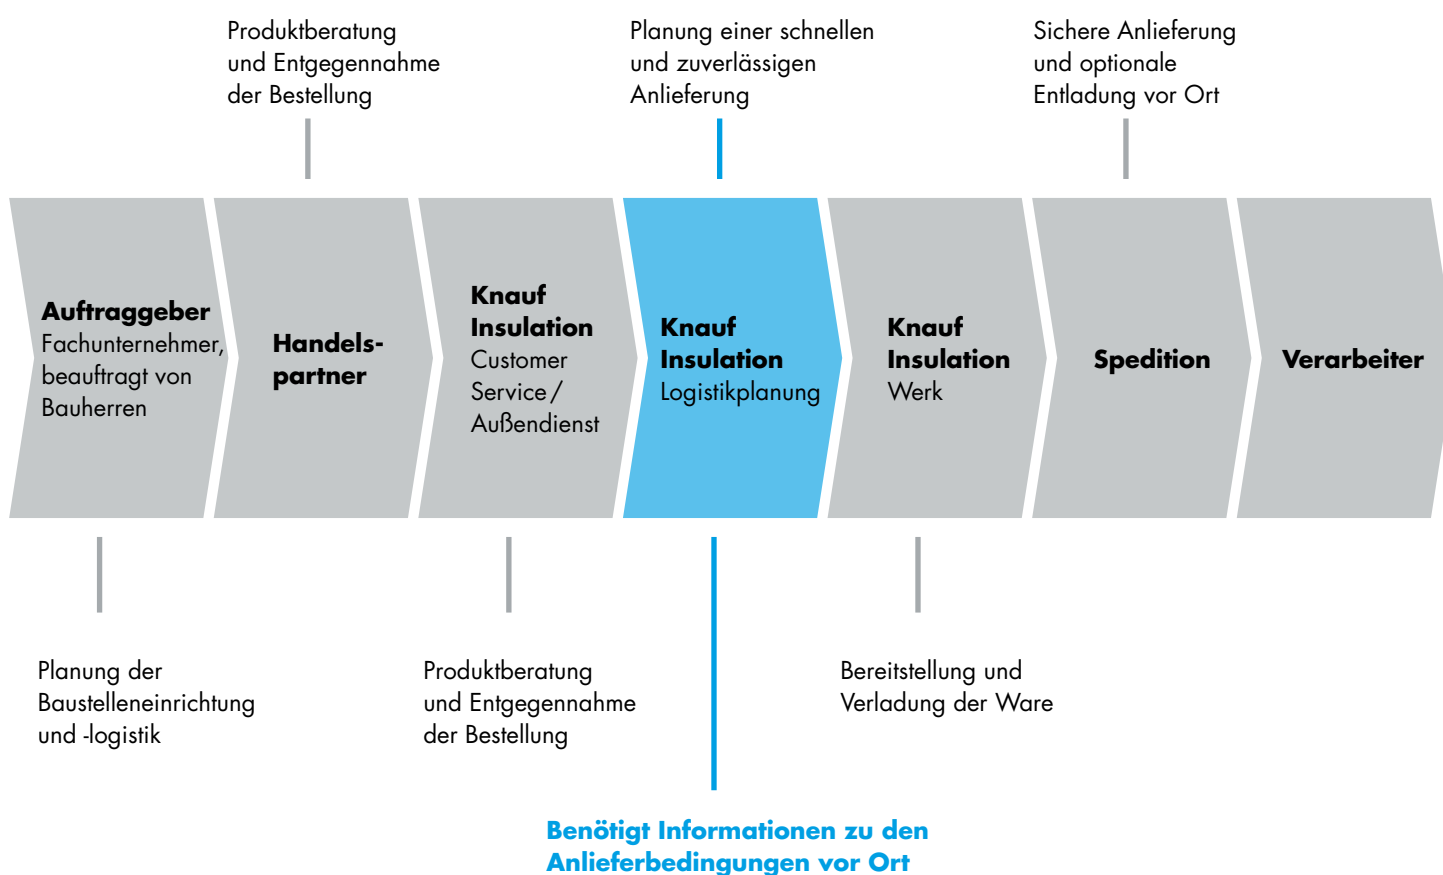 Produktberatung
und Entgegennahme
der Bestellung
Planung einer schnellen
und zuverlässigen
Anlieferung
Sichere Anlieferung
und optionale
Entladung vor Ort
Auftraggeber
Fachunternehmer,
beauftragt von
Bauherren
Handels-
partner
Knauf
Insulation
Customer
Service /
Außendienst
Knauf
Insulation
Logistikplanung
Knauf
Insulation
Werk
Spedition
Verarbeiter
Planung der
Baustelleneinrichtung
und -logistik
Produktberatung
und Entgegennahme
der Bestellung
Bereitstellung und
Verladung der Ware
Benötigt Informationen zu den
Anlieferbedingungen vor Ort